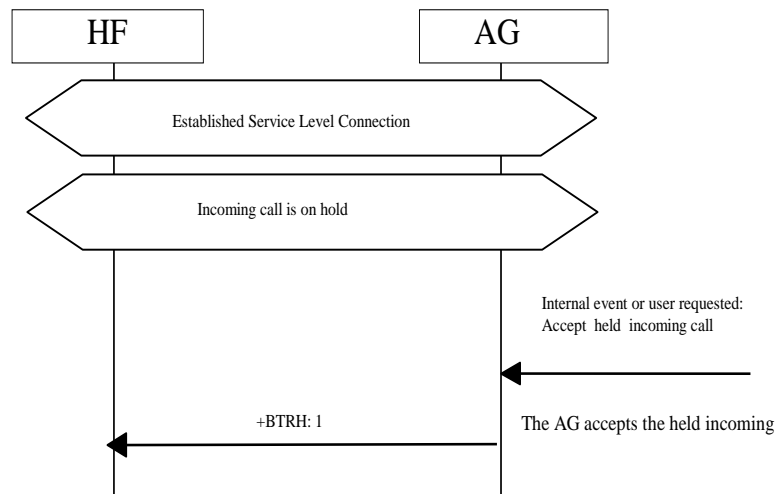 HF
AG
Established Service Level Connection
Incoming call is on hold
Internal event or user requested:
Accept held incoming call
+BTRH: 1
The AG accepts the held incoming